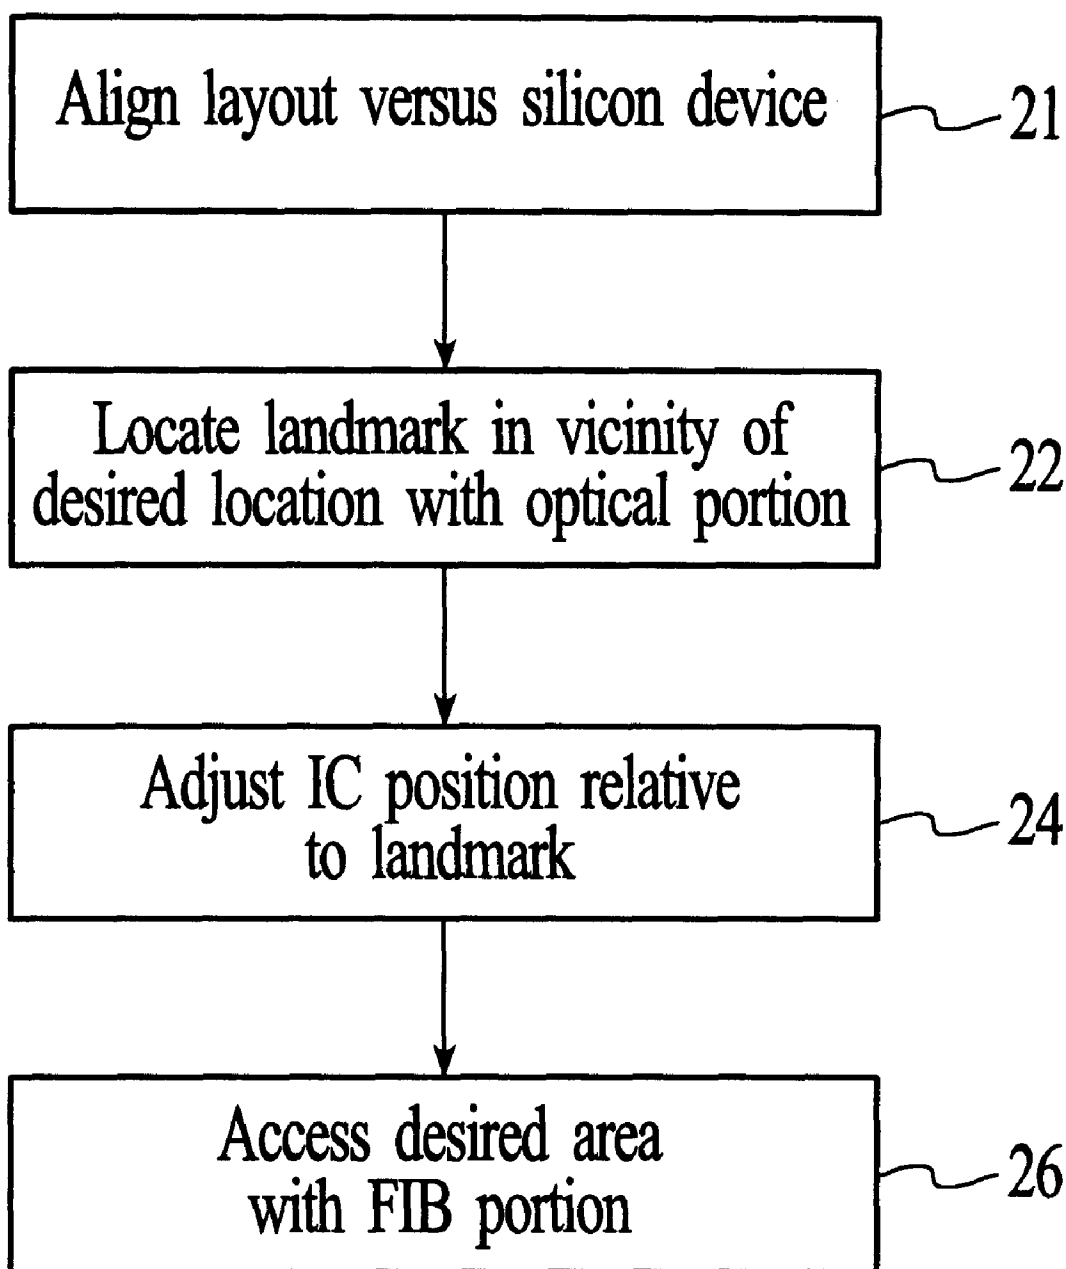 Align layout versus silicon device
21
Locate landmark in vicinity of
desired location with optical portion
22
Adjust IC position relative
to landmark
24
Access desired area
with FIB portion
26